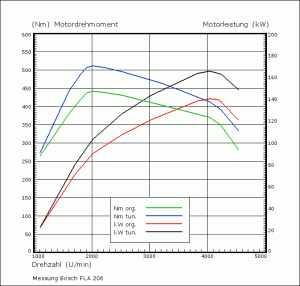 (Nm) Motordrehmoment Motorleistung (kW)
600 200
550 180
500 160
450
400 140
350 120
300 100
250 80
200
150 60
100 40
50 20
00 0
Nm org.
Nm tun.
kW org.
kW tun.
1000 2000 3000 4000 5000
Drehzahl (U/min)
Messung Bosch FLA 206